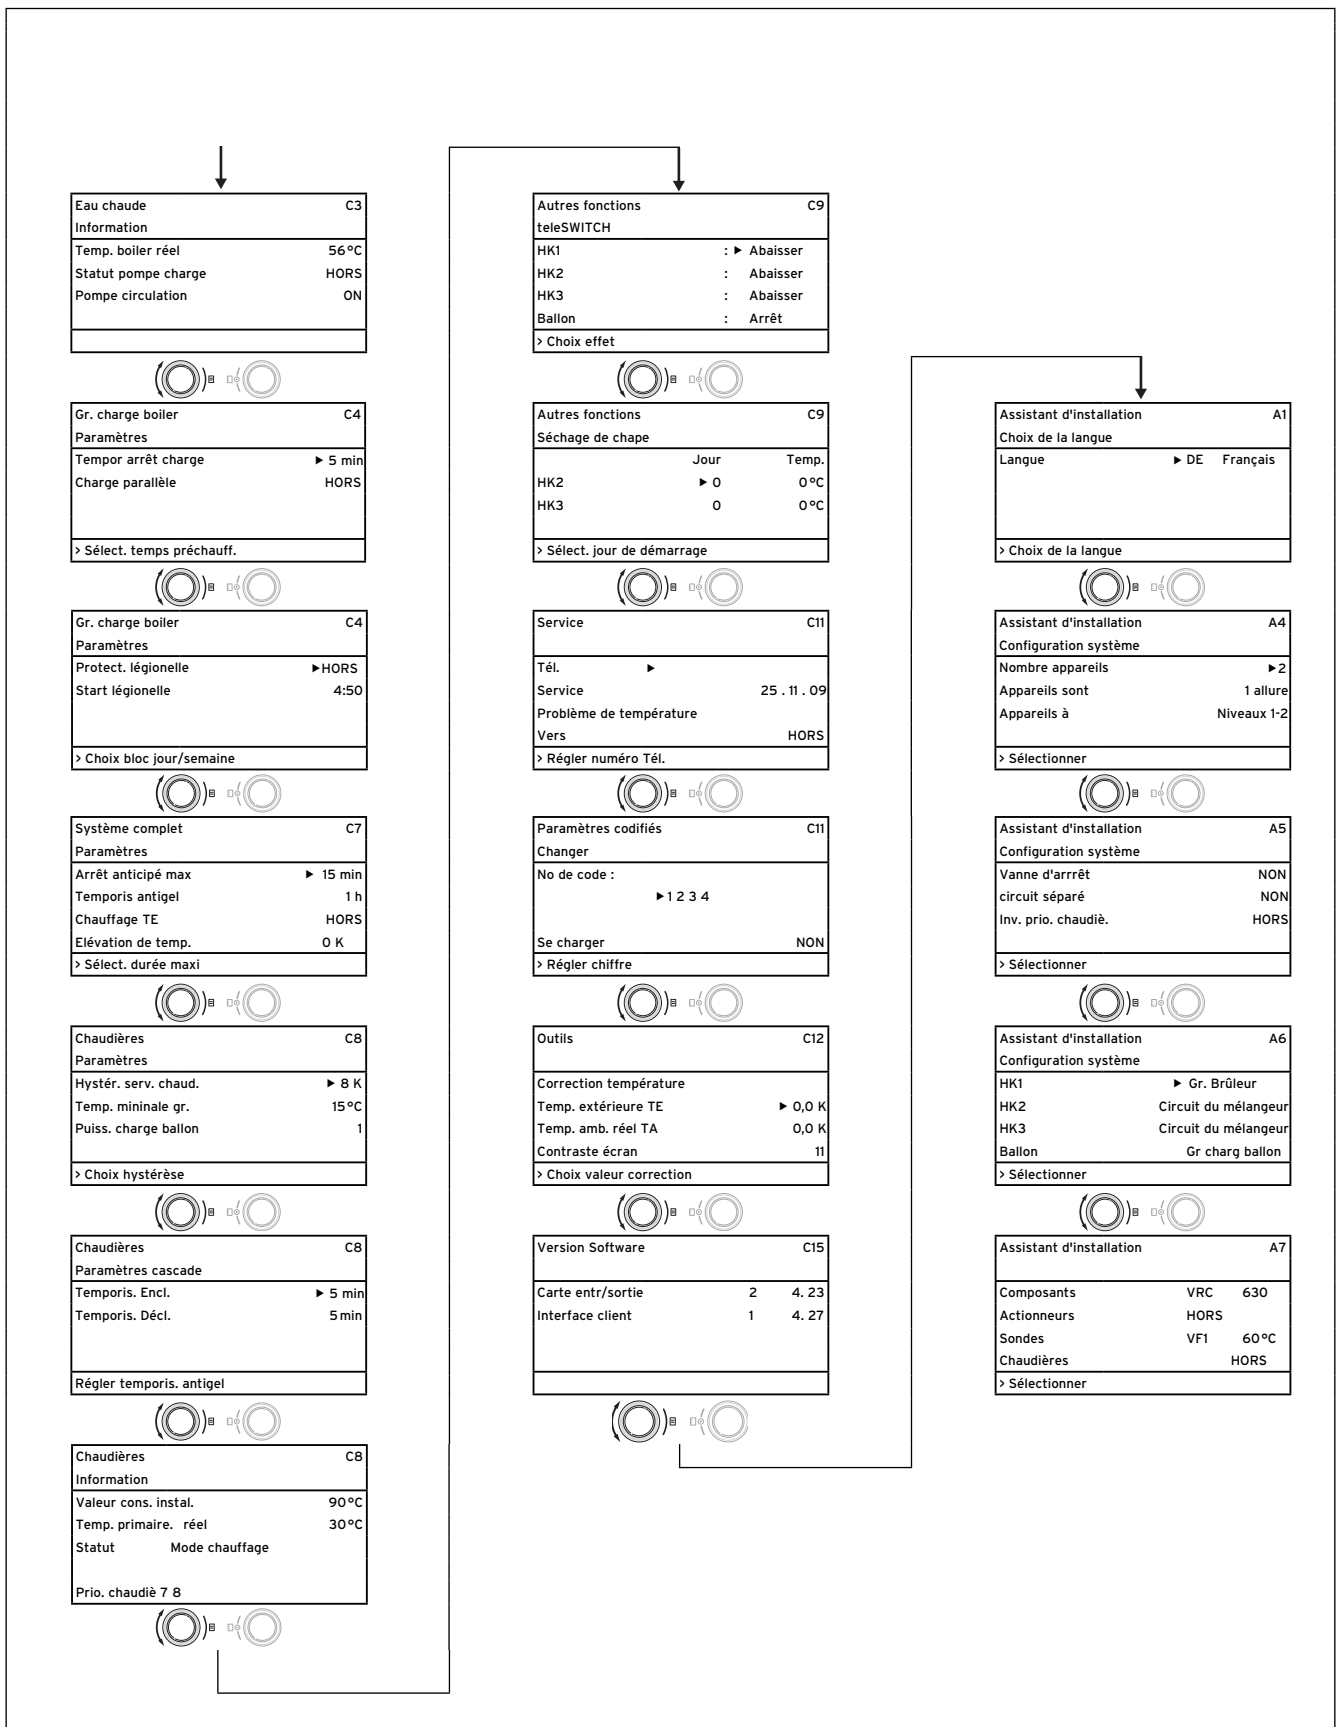 Eau chaude C3
Information
Temp. boiler réel 56°C
Statut pompe charge HORS
Pompe circulation ON
Gr. charge boiler C4
Paramètres
Tempor arrêt charge ▶ 5 min
Charge parallèle HORS
> Sélect. temps préchauff.
Gr. charge boiler C4
Paramètres
Protect. légionelle ▶HORS
Start légionelle 4:50
> Choix bloc jour/semaine
Système complet C7
Paramètres
Arrêt anticipé max ▶ 15 min
Temporis antigel 1 h
Chauffage TE HORS
Elévation de temp. 0 K
> Sélect. durée maxi
Chaudières C8
Paramètres
Hystér. serv. chaud. ▶ 8 K
Temp. mininale gr. 15°C
Puiss. charge ballon 1
> Choix hystérèse
Chaudières C8
Paramètres cascade
Temporis. Encl. ▶ 5 min
Temporis. Décl. 5 min
Régler temporis. antigel
Chaudières C8
Information
Valeur cons. instal. 90°C
Temp. primaire. réel 30°C
Statut Mode chauffage
Prio. chaudiè 7 8
Autres fonctions C9
teleSWITCH
HK1 : ▶ Abaisser
HK2 : Abaisser
HK3 : Abaisser
Ballon : Arrêt
> Choix effet
Autres fonctions C9
Séchage de chape
Jour Temp.
HK2 ▶ 0 0°C
HK3 0 0°C
> Sélect. jour de démarrage
Service C11
Tél. ▶
Service 25 . 11 . 09
Problème de température
Vers HORS
> Régler numéro Tél.
Paramètres codifiés C11
Changer
No de code :
▶1 2 3 4
Se charger NON
> Régler chiffre
Outils C12
Correction température
Temp. extérieure TE ▶ 0,0 K
Temp. amb. réel TA 0,0 K
Contraste écran 11
> Choix valeur correction
Version Software C15
Carte entr/sortie 2 4. 23
Interface client 1 4. 27
Assistant d'installation A1
Choix de la langue
Langue ▶ DE Français
> Choix de la langue
Assistant d'installation A4
Configuration système
Nombre appareils ▶2
Appareils sont 1 allure
Appareils à Niveaux 1-2
> Sélectionner
Assistant d'installation A5
Configuration système
Vanne d'arrrêt NON
circuit séparé NON
Inv. prio. chaudiè. HORS
> Sélectionner
Assistant d'installation A6
Configuration système
HK1 ▶ Gr. Brûleur
HK2 Circuit du mélangeur
HK3 Circuit du mélangeur
Ballon Gr charg ballon
> Sélectionner
Assistant d'installation A7
Composants VRC 630
Actionneurs HORS
Sondes VF1 60°C
Chaudières HORS
> Sélectionner